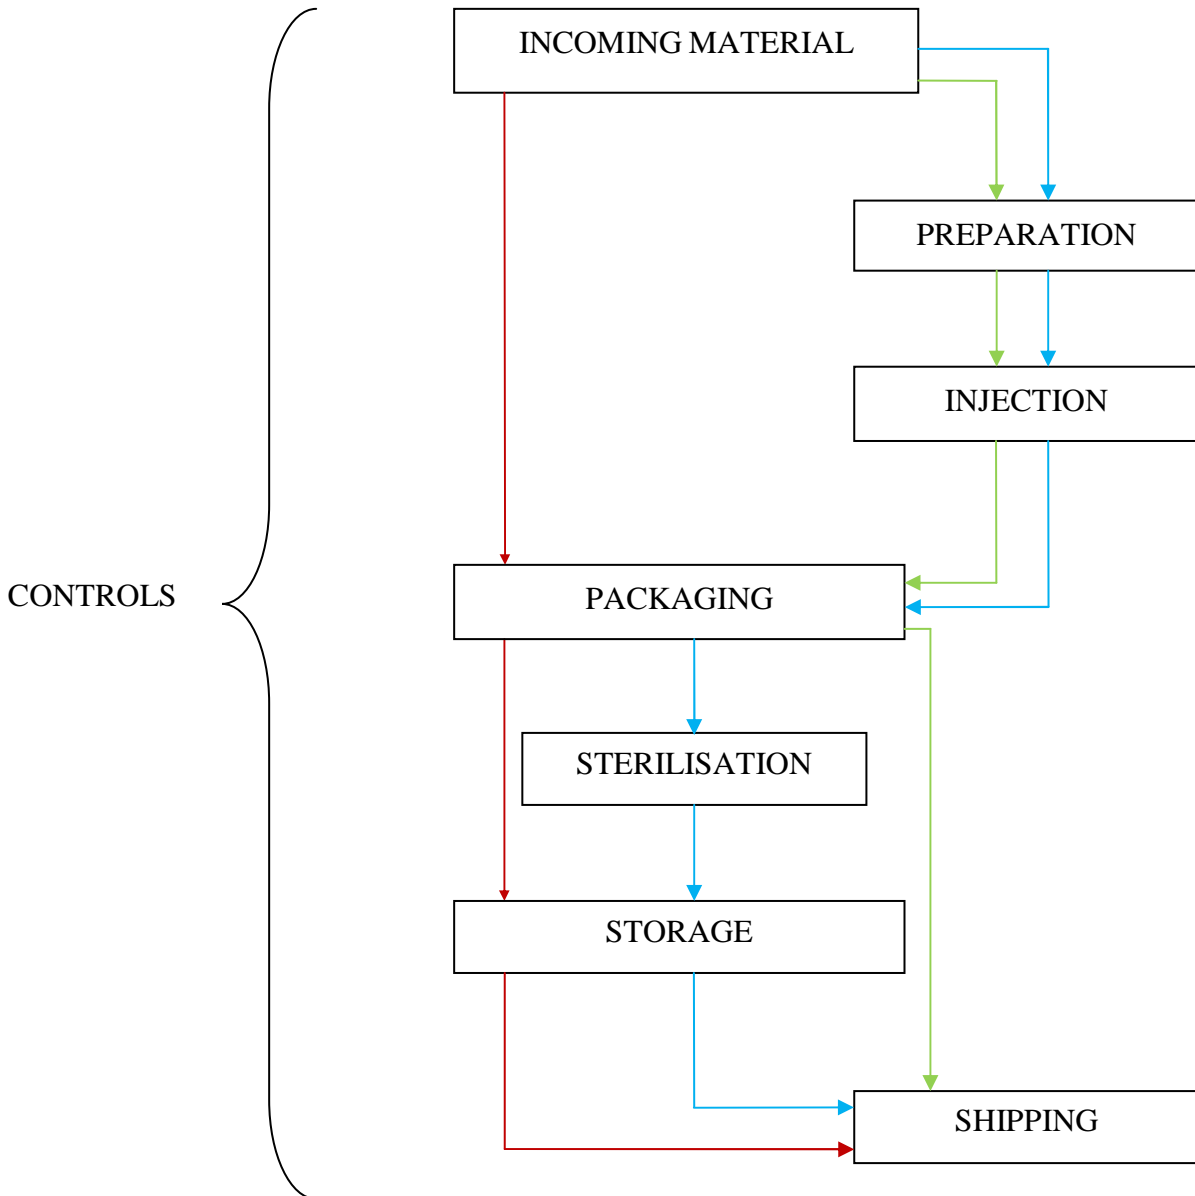 INCOMING MATERIAL
PREPARATION
INJECTION
CONTROLS
PACKAGING
STERILISATION
STORAGE
SHIPPING